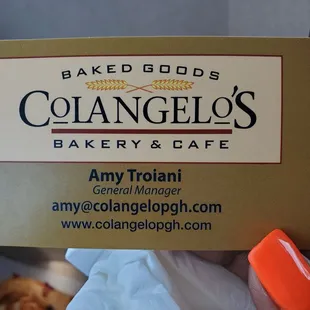 BAKED GOODS
COLANGELO'S
BAKERY & CAFE
Amy Troiani
General Manager
amy@colangelopgh.com
www.colangelopgh.com